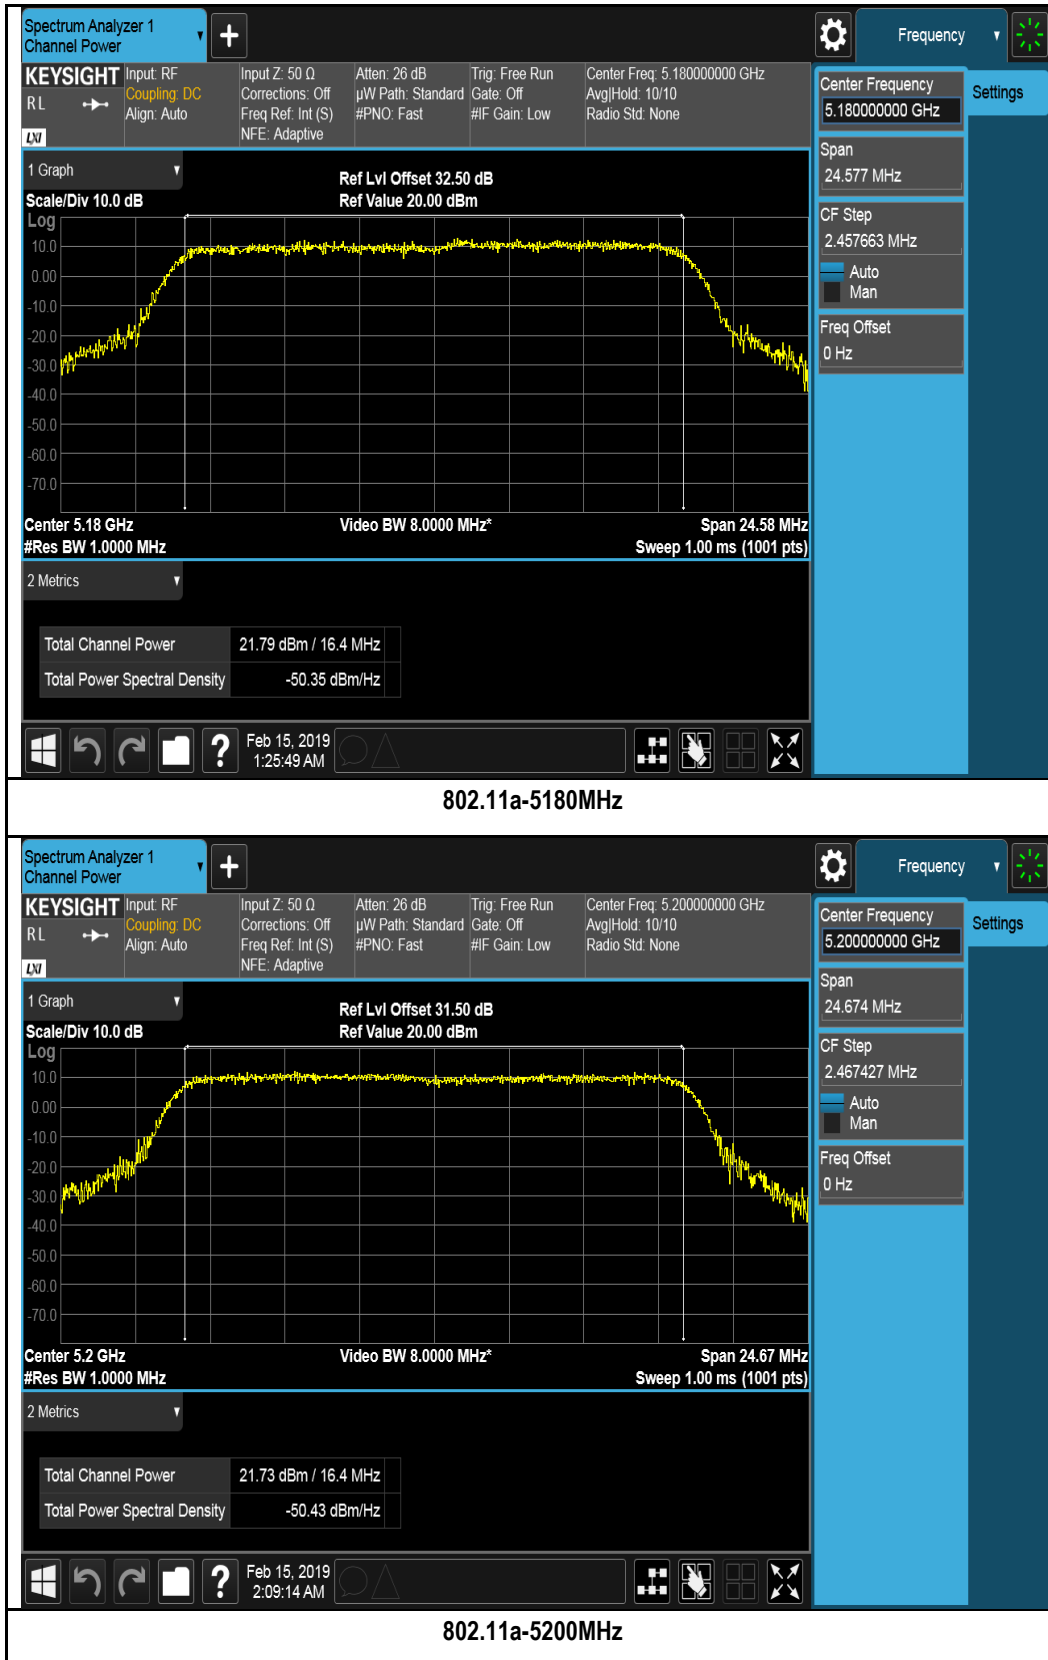 Spectrum Analyzer 1
Channel Power
Frequency
KEYSIGHT
RL
LXI
Input: RF
Coupling: DC
Align: Auto
Input Z: 50 Ω
Corrections: Off
Freq Ref: Int (S)
NFE: Adaptive
Atten: 26 dB
µW Path: Standard
#PNO: Fast
Trig: Free Run
Gate: Off
#IF Gain: Low
Center Freq: 5.180000000 GHz
Avg|Hold: 10/10
Radio Std: None
Center Frequency
5.180000000 GHz
Settings
Span
24.577 MHz
CF Step
2.457663 MHz
Auto
Man
Freq Offset
0 Hz
1 Graph
Scale/Div 10.0 dB
Ref Lvl Offset 32.50 dB
Ref Value 20.00 dBm
Log
10.0
0.00
-10.0
-20.0
-30.0
-40.0
-50.0
-60.0
-70.0
Center 5.18 GHz
#Res BW 1.0000 MHz
Video BW 8.0000 MHz*
Span 24.58 MHz
Sweep 1.00 ms (1001 pts)
2 Metrics
Total Channel Power 21.79 dBm / 16.4 MHz
Total Power Spectral Density -50.35 dBm/Hz
?
Feb 15, 2019
1:25:49 AM
802.11a-5180MHz
Spectrum Analyzer 1
Channel Power
Frequency
KEYSIGHT
RL
LXI
Input: RF
Coupling: DC
Align: Auto
Input Z: 50 Ω
Corrections: Off
Freq Ref: Int (S)
NFE: Adaptive
Atten: 26 dB
µW Path: Standard
#PNO: Fast
Trig: Free Run
Gate: Off
#IF Gain: Low
Center Freq: 5.200000000 GHz
Avg|Hold: 10/10
Radio Std: None
Center Frequency
5.200000000 GHz
Settings
Span
24.674 MHz
CF Step
2.467427 MHz
Auto
Man
Freq Offset
0 Hz
1 Graph
Scale/Div 10.0 dB
Ref Lvl Offset 31.50 dB
Ref Value 20.00 dBm
Log
10.0
0.00
-10.0
-20.0
-30.0
-40.0
-50.0
-60.0
-70.0
Center 5.2 GHz
#Res BW 1.0000 MHz
Video BW 8.0000 MHz*
Span 24.67 MHz
Sweep 1.00 ms (1001 pts)
2 Metrics
Total Channel Power 21.73 dBm / 16.4 MHz
Total Power Spectral Density -50.43 dBm/Hz
?
Feb 15, 2019
2:09:14 AM
802.11a-5200MHz